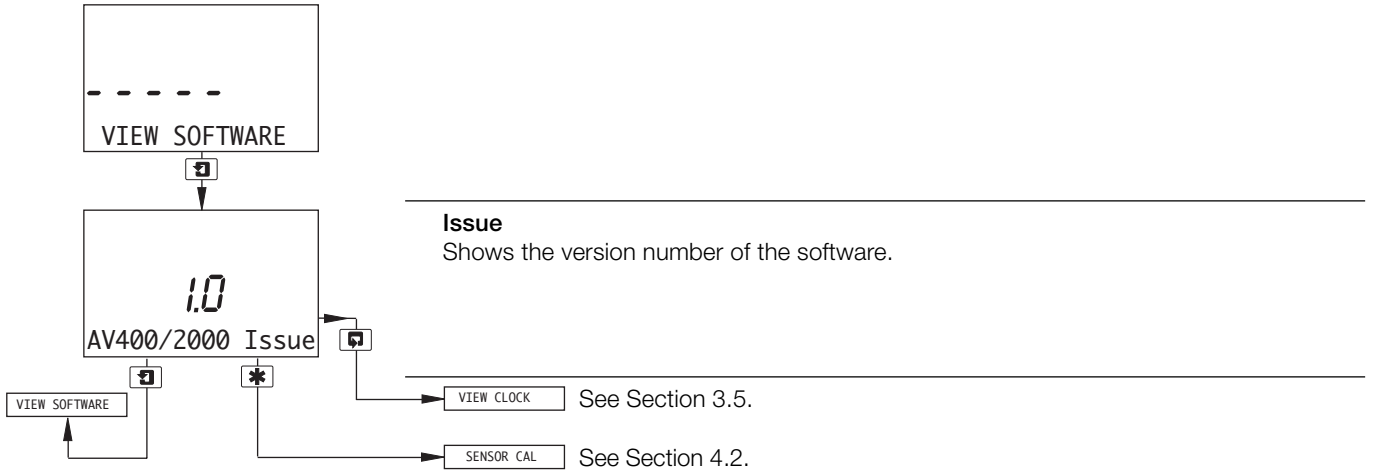 - - - - -
VIEW SOFTWARE
Issue
Shows the version number of the software.
1.0
AV400/2000 Issue
VIEW SOFTWARE
VIEW CLOCK See Section 3.5.
SENSOR CAL See Section 4.2.